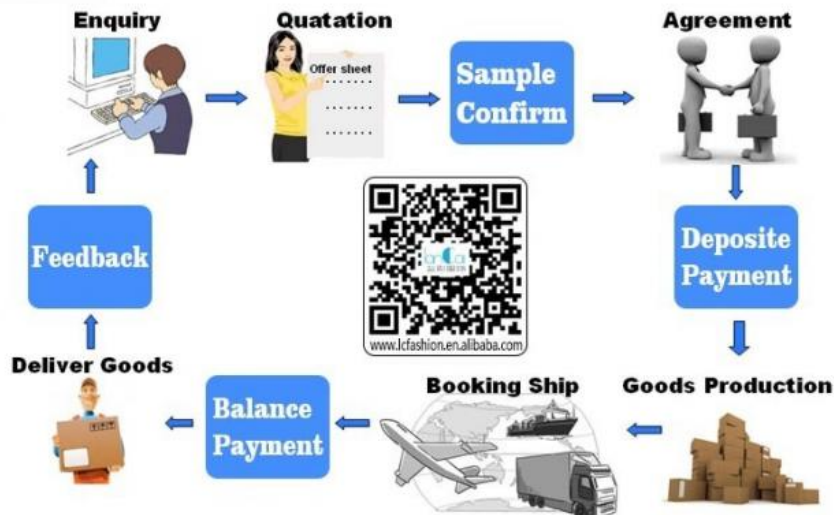 Enquiry
Quatation
Agreement
Offer sheet
Sample
Confirm
Feedback
Deposite
Payment
www.lcfashion.en.alibaba.com
Deliver Goods
Balance
Payment
Booking Ship
Goods Production